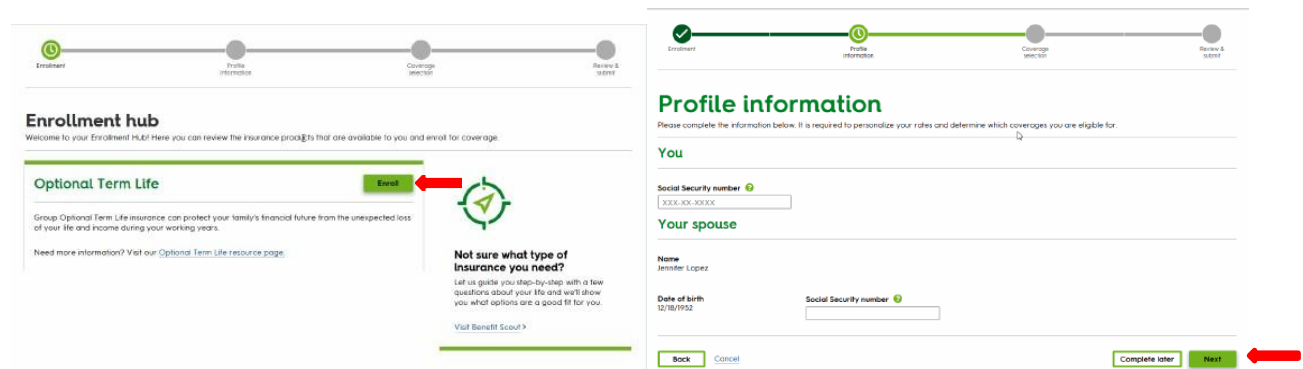 Enrollment
Profile
information
Coverage
selection
Review &
submit
Enrollment hub
Welcome to your Enrollment Hub! Here you can review the insurance products that are available to you and enroll for coverage.
Optional Term Life
Enroll
Group Optional Term Life insurance can protect your family's financial future from the unexpected loss
of your life and income during your working years.
Need more information? Visit our Optional Term Life resource page.
Not sure what type of
insurance you need?
Let us guide you step-by-step with a few
questions about your life and we'll show
you what options are a good fit for you.
Visit Benefit Scout >
Enrollment
Profile
information
Coverage
selection
Review &
submit
Profile information
Please complete the information below. It is required to personalize your rates and determine which coverages you are eligible for.
You
Social Security number ?
XXX-XX-XXXX
Your spouse
Name
Jennifer Lopez
Date of birth
12/18/1952
Social Security number ?
Back
Cancel
Complete later
Next